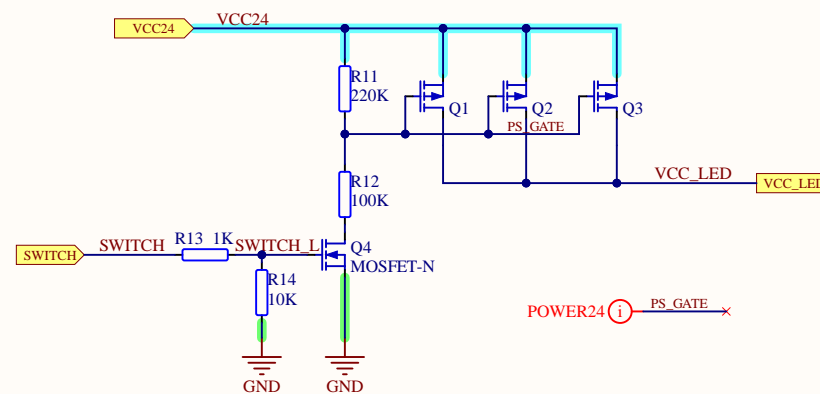 VCC24
VCC24
R11
220K
Q1
Q2
Q3
PS_GATE
R12
100K
VCC_LED
VCC_LED
SWITCH
SWITCH
R13 1K
SWITCH_L
Q4
MOSFET-N
R14
10K
POWER24
i
PS_GATE
GND
GND